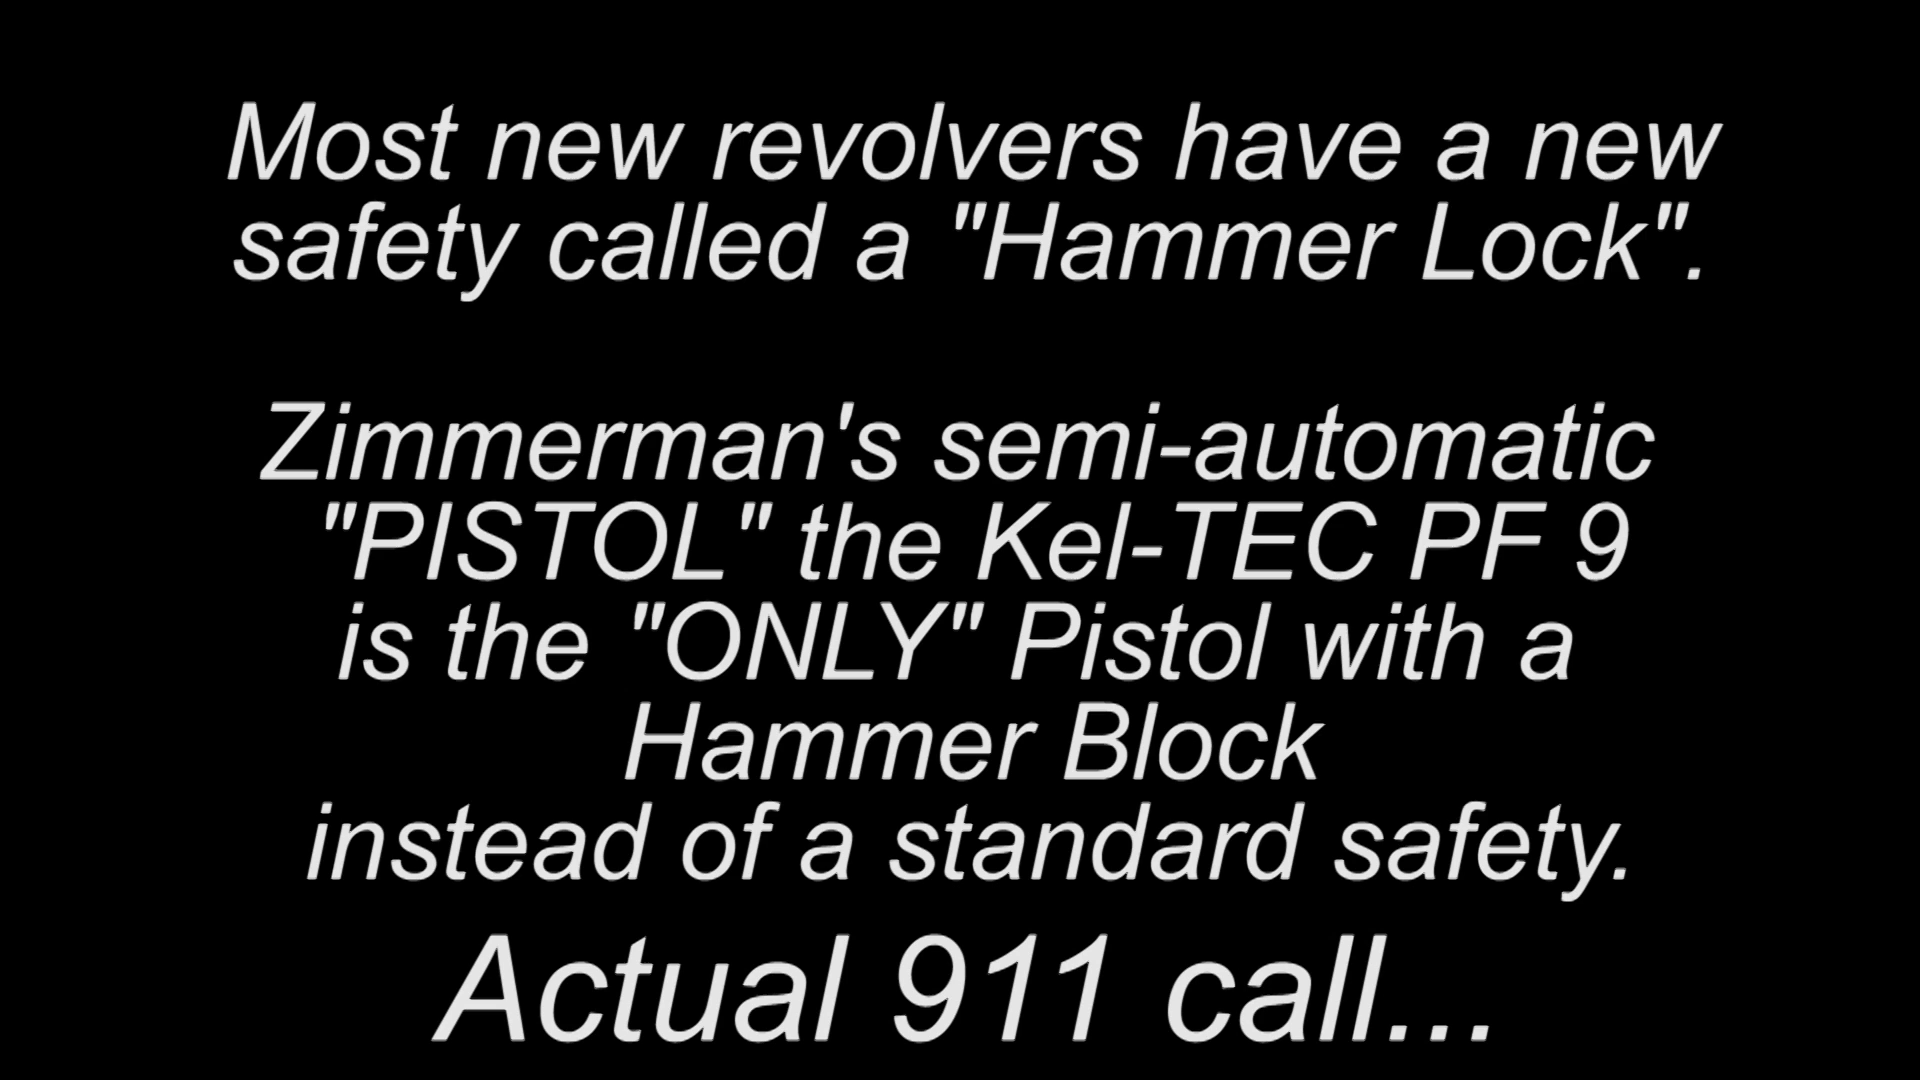 Most new revolvers have a new
safety called a "Hammer Lock".
Zimmerman's semi-automatic
"PISTOL" the Kel-TEC PF 9
is the "ONLY" Pistol with a
Hammer Block
instead of a standard safety.
Actual 911 call...